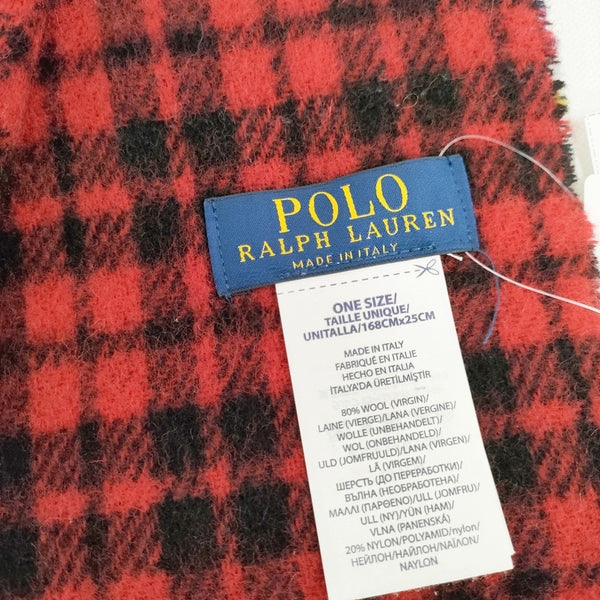 POLO
RALPH LAUREN
MADE IN ITALY
ONE SIZE/
TAILLE UNIQUE/
UNITALLA/168CMx25CM
MADE IN ITALY
FABRIQUÉ EN ITALIE
HECHO EN ITALIA
İTALYA'DA ÜRETİLMİŞTİR
80% WOOL (VIRGIN)/
LAINE (VIERGE)/LANA (VERGINE)/
WOLLE (UNBEHANDELT)/
WOL (ONBEHANDELT)/
ULD (JOMFRUULD)/LANA (VIRGEN)/
LÃ (VIRGEM)/
ШЕРСТЬ (ДО ПЕРЕРАБОТКИ)/
ВЪЛНА (НЕОБРАБОТЕНА)/
ΜΑΛΛΙ (ΠΑΡΘΕΝΟ)/ULL (JOMFRU)/
ULL (NY)/YÜN (HAM)/
VLNA (PANENSKÁ)
20% NYLON/POLYAMID/NYLON/
НЕЙЛОН/НАЙЛОН/ΝΑΪΛΟΝ/
NAYLON